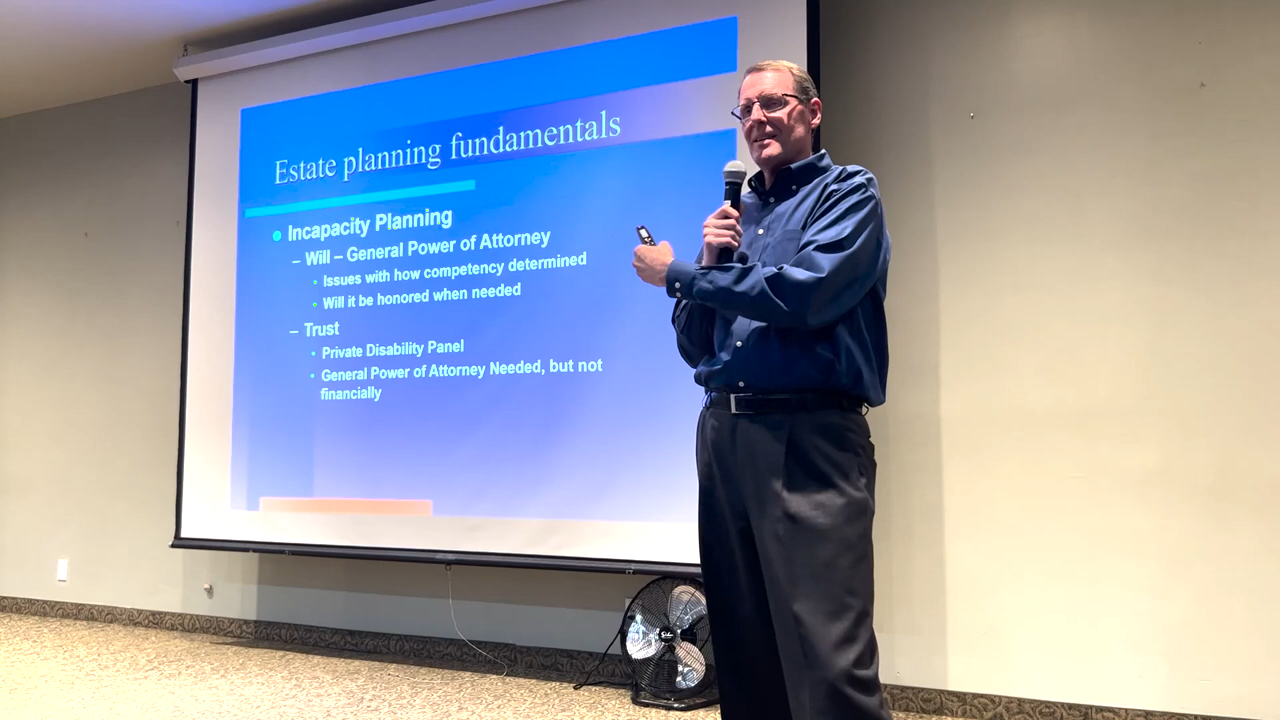 Estate planning fundamentals
Incapacity Planning
– Will – General Power of Attorney
Issues with how competency determined
Will it be honored when needed
– Trust
Private Disability Panel
General Power of Attorney Needed, but not
financially